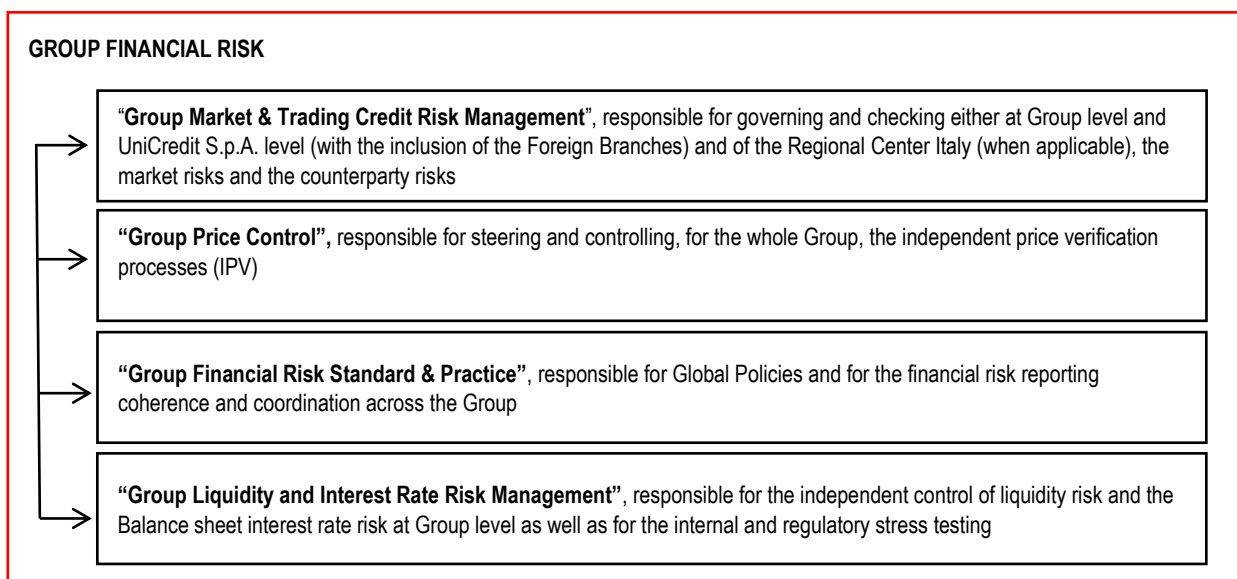 GROUP FINANCIAL RISK
“Group Market & Trading Credit Risk Management”, responsible for governing and checking either at Group level and
UniCredit S.p.A. level (with the inclusion of the Foreign Branches) and of the Regional Center Italy (when applicable), the
market risks and the counterparty risks
“Group Price Control”, responsible for steering and controlling, for the whole Group, the independent price verification
processes (IPV)
“Group Financial Risk Standard & Practice”, responsible for Global Policies and for the financial risk reporting
coherence and coordination across the Group
“Group Liquidity and Interest Rate Risk Management”, responsible for the independent control of liquidity risk and the
Balance sheet interest rate risk at Group level as well as for the internal and regulatory stress testing